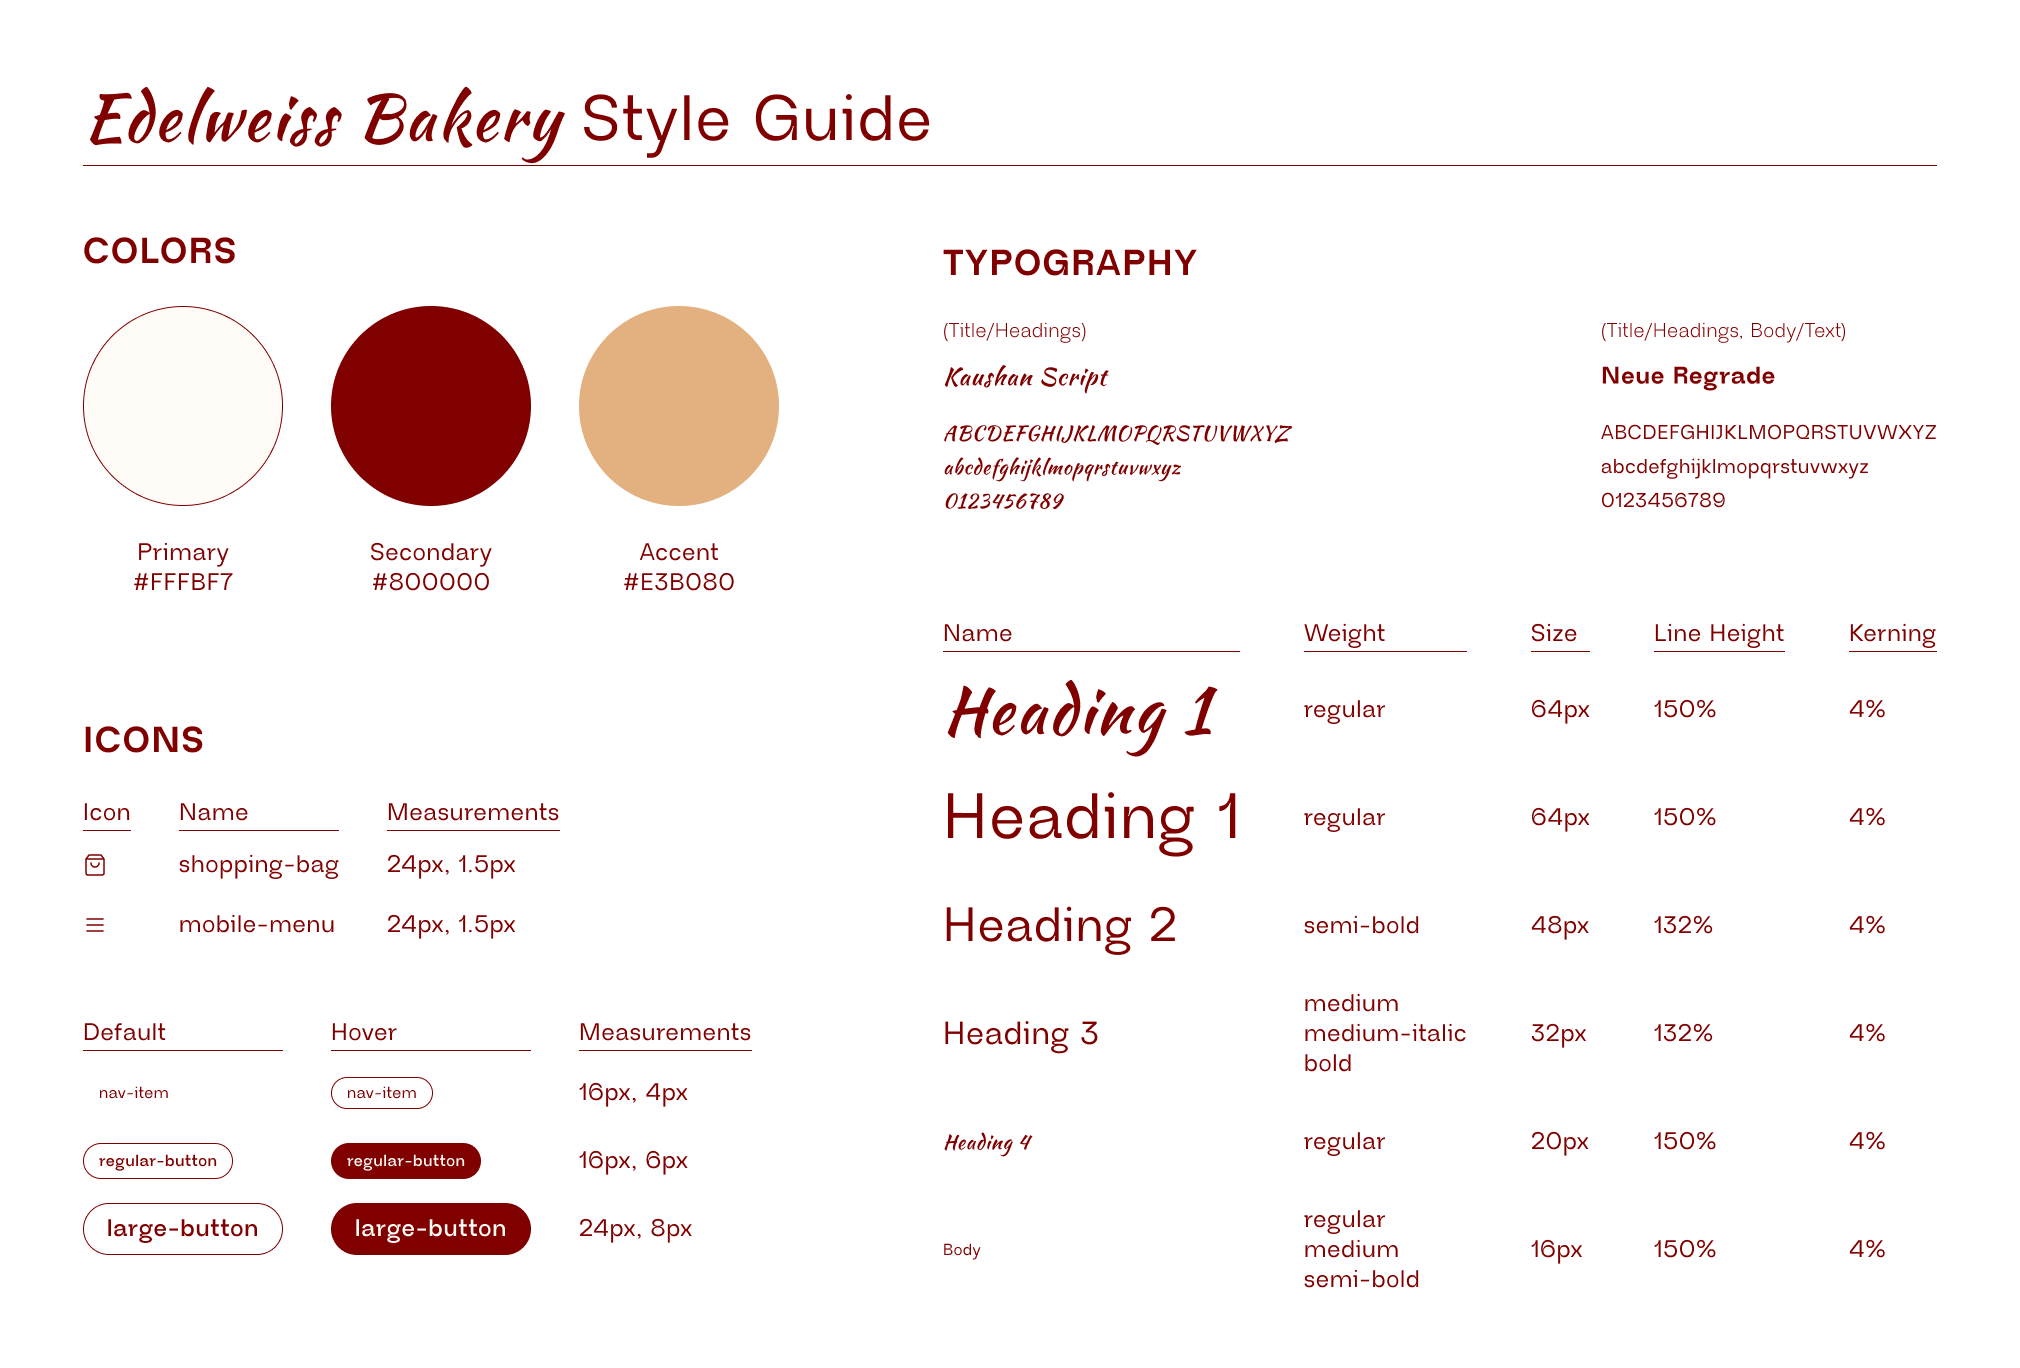 Edelweiss Bakery Style Guide
COLORS
Primary
#FFFBF7
Secondary
#800000
Accent
#E3B080
ICONS
Icon Name Measurements
shopping-bag 24px, 1.5px
mobile-menu 24px, 1.5px
Default Hover Measurements
nav-item nav-item 16px, 4px
regular-button regular-button 16px, 6px
large-button large-button 24px, 8px
TYPOGRAPHY
(Title/Headings)
Kaushan Script
ABCDEFGHIJKLMOPQRSTUVWXYZ
abcdefghijklmopqrstuvwxyz
0123456789
(Title/Headings, Body/Text)
Neue Regrade
ABCDEFGHIJKLMOPQRSTUVWXYZ
abcdefghijklmopqrstuvwxyz
0123456789
Name Weight Size Line Height Kerning
Heading 1 regular 64px 150% 4%
Heading 1 regular 64px 150% 4%
Heading 2 semi-bold 48px 132% 4%
medium
Heading 3 medium-italic 32px 132% 4%
bold
Heading 4 regular 20px 150% 4%
regular
Body medium 16px 150% 4%
semi-bold